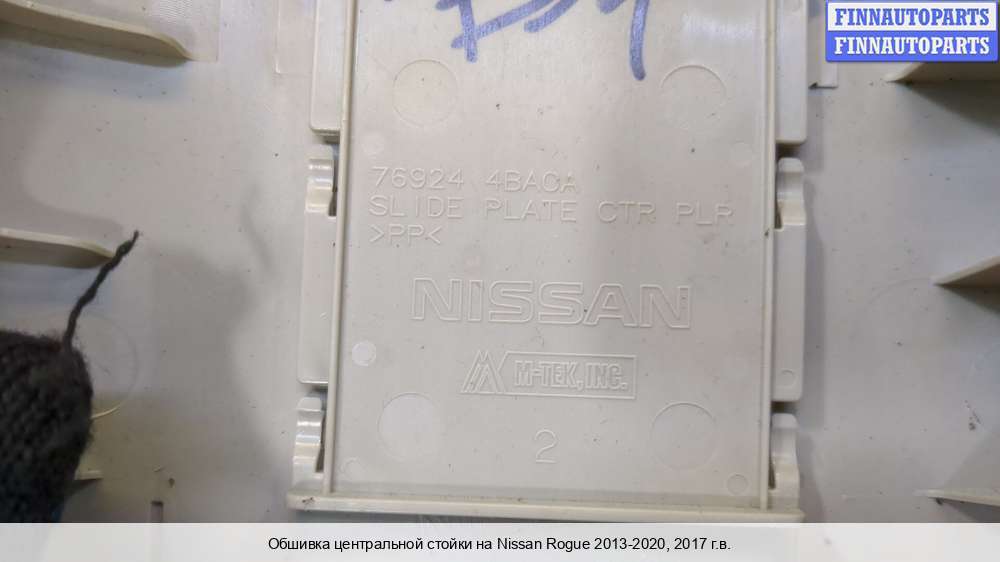 FINNAUTOPARTS
FINNAUTOPARTS
76924 4BA0A
SLIDE PLATE CTR PLR
>PP<
NISSAN
M-TEK, INC.
2
Обшивка центральной стойки на Nissan Rogue 2013-2020, 2017 г.в.